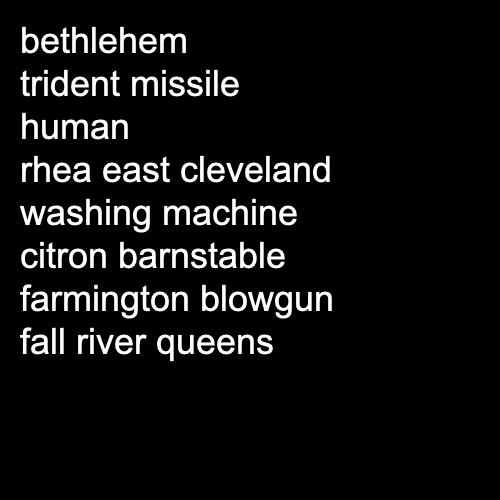 bethlehem
trident missile
human
rhea east cleveland
washing machine
citron barnstable
farmington blowgun
fall river queens